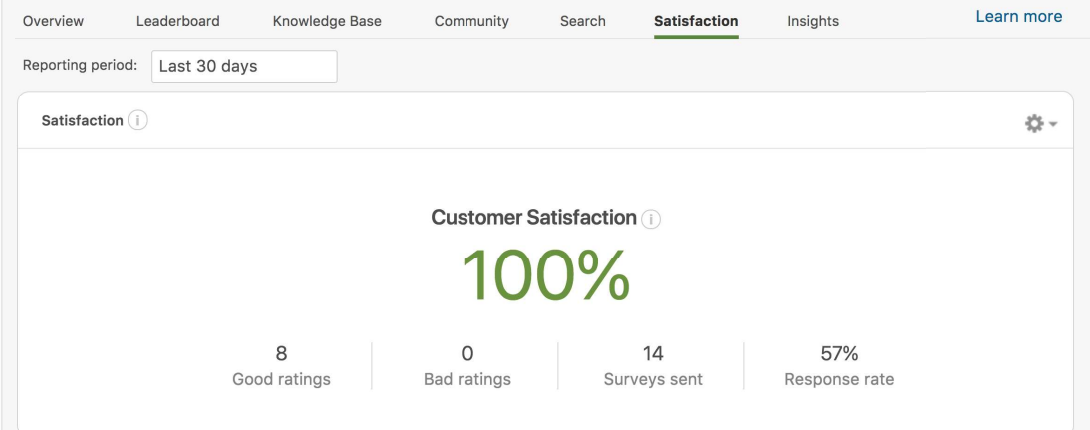 Overview Leaderboard Knowledge Base Community Search Satisfaction Insights Learn more
Reporting period: Last 30 days
Satisfaction i
Customer Satisfaction i
100%
8 0 14 57%
Good ratings Bad ratings Surveys sent Response rate